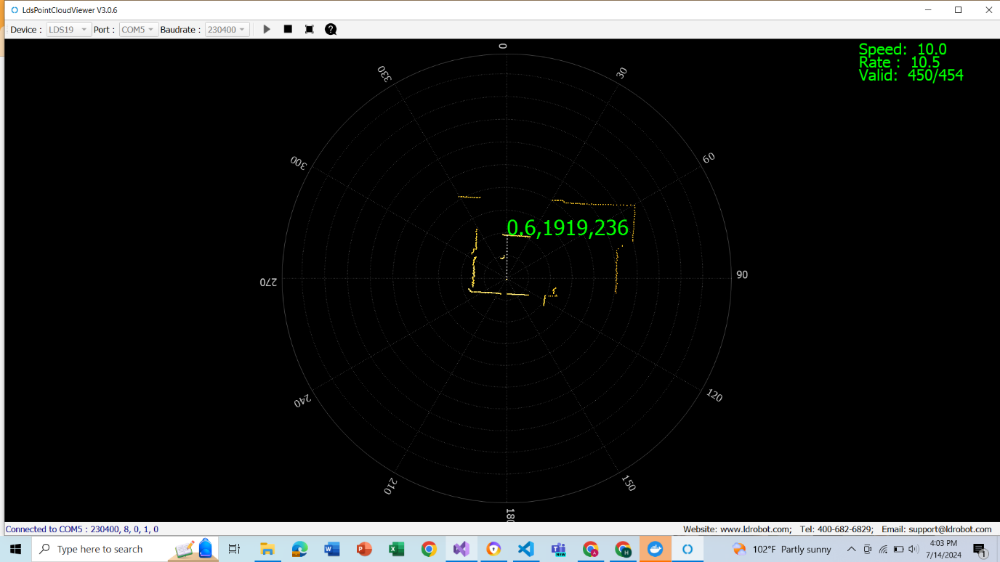 LdsPointCloudViewer V3.0.6
Device : LDS19 Port : COM5 Baudrate : 230400
Speed: 10.0
Rate : 10.5
Valid: 450/454
0
30
60
90
120
150
180
210
240
270
300
330
0.6,1919,236
Connected to COM5 : 230400, 8, 0, 1, 0
Website: www.ldrobot.com; Tel: 400-682-6829; Email: support@ldrobot.com
Type here to search
102°F Partly sunny
4:03 PM
7/14/2024
1